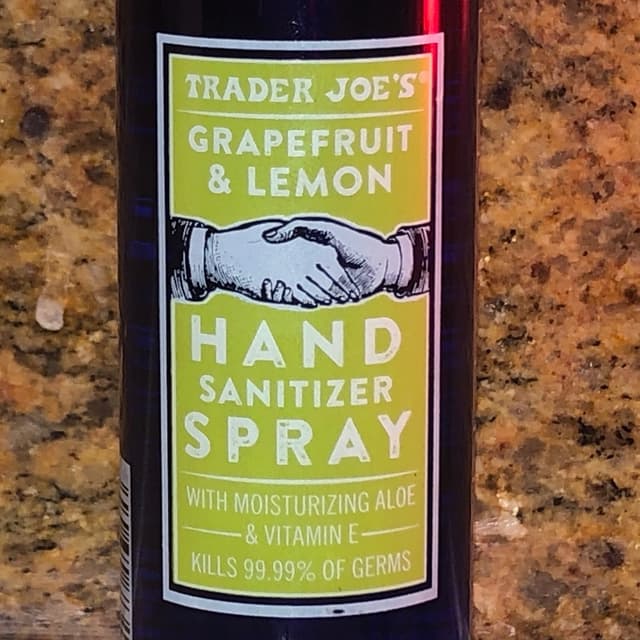 TRADER JOE'S®
GRAPEFRUIT
& LEMON
HAND
SANITIZER
SPRAY
WITH MOISTURIZING ALOE
& VITAMIN E
KILLS 99.99% OF GERMS